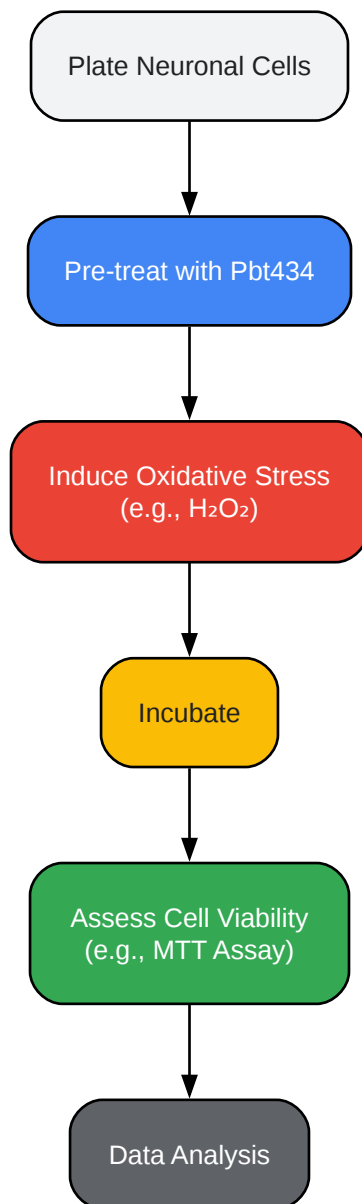 Plate Neuronal Cells
Pre-treat with Pbt434
Induce Oxidative Stress
(e.g., H₂O₂)
Incubate
Assess Cell Viability
(e.g., MTT Assay)
Data Analysis